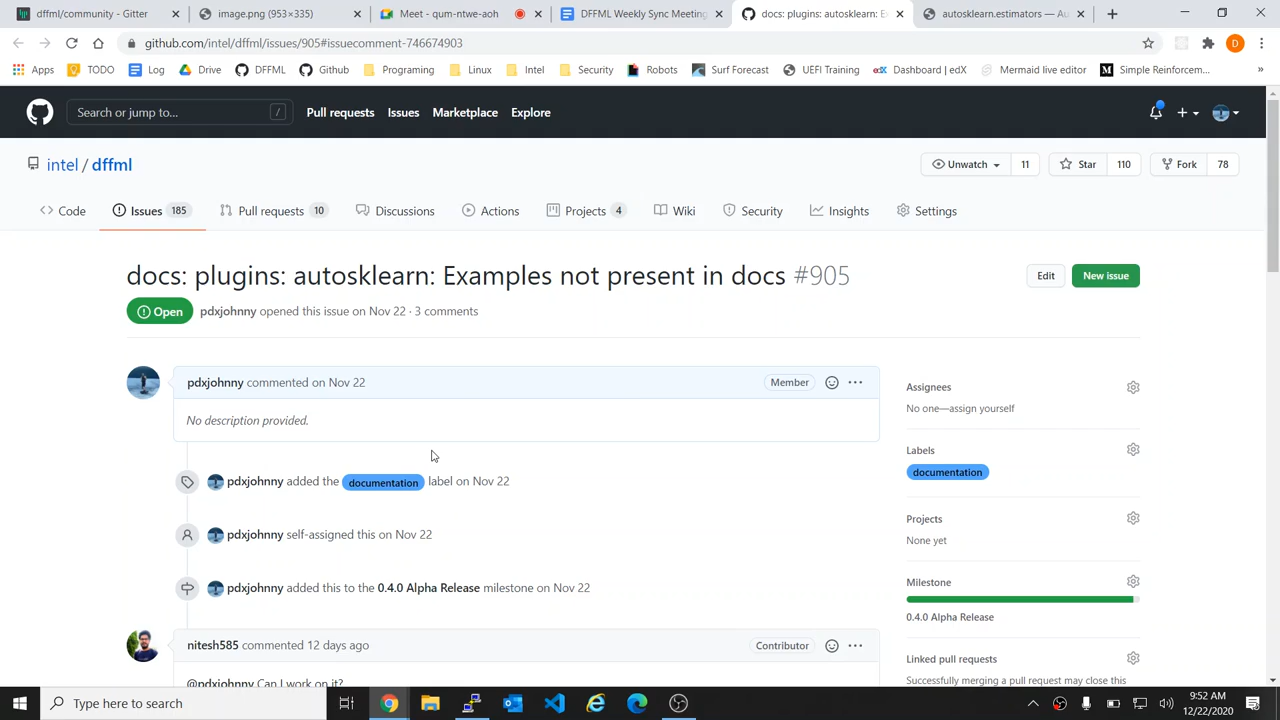 dffml/community - Gitter
image.png (953×335)
Meet - qum-ntwe-aoh
DFFML Weekly Sync Meeting
docs: plugins: autosklearn: E
autosklearn.estimators — Au
github.com/intel/dffml/issues/905#issuecomment-746674903
D
Apps
TODO
Log
Drive
DFFML
Github
Programing
Linux
Intel
Security
Robots
Surf Forecast
UEFI Training
edX Dashboard | edX
Mermaid live editor
M Simple Reinforcem...
»
Search or jump to...
/
Pull requests
Issues
Marketplace
Explore
intel / dffml
Unwatch 11
Star 110
Fork 78
Code
Issues 185
Pull requests 10
Discussions
Actions
Projects 4
Wiki
Security
Insights
Settings
docs: plugins: autosklearn: Examples not present in docs #905
Edit
New issue
Open
pdxjohnny opened this issue on Nov 22 · 3 comments
pdxjohnny commented on Nov 22
Member
No description provided.
pdxjohnny added the documentation label on Nov 22
pdxjohnny self-assigned this on Nov 22
pdxjohnny added this to the 0.4.0 Alpha Release milestone on Nov 22
nitesh585 commented 12 days ago
Contributor
@pdxjohnny Can I work on it?
Assignees
No one—assign yourself
Labels
documentation
Projects
None yet
Milestone
0.4.0 Alpha Release
Linked pull requests
Successfully merging a pull request may close this
Type here to search
9:52 AM
12/22/2020